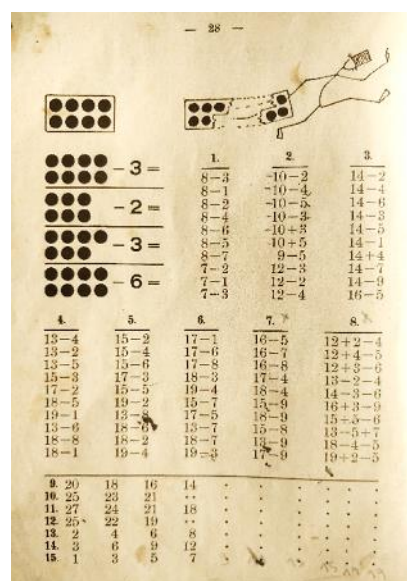 — 28 —
- 3 =
- 2 =
- 3 =
- 6 =
1. 2. 3.
8-3 10-2 14-2
8-1 10-4 14-4
8-2 10-5 14-6
8-4 10-3 14-3
8-6 10+3 14-5
8-5 10+5 14-1
8-7 9-5 14+4
7-2 12-3 14-7
7-1 12-2 14-9
7-3 12-4 16-5
4. 5. 6. 7. 8.
13-4 15-2 17-1 16-5 12+2-4
13-2 15-4 17-6 16-7 12+4-5
13-5 15-6 17-8 16-8 12+3-6
15-3 17-3 18-3 17-4 13-2-4
17-2 15-5 19-4 18-4 14-3-6
18-5 19-2 15-7 15-9 16+3-9
19-1 13-8 17-5 18-9 15+5-6
13-6 18-6 13-7 15-8 13-5+7
18-8 18-2 18-7 13-9 18-4-5
18-1 19-4 19-3 17-9 19+2-5
9. 20 18 16 14 . . . . . .
10. 25 23 21 . . . . . . .
11. 27 24 21 18 . . . . . .
12. 25 22 19 . . . . . . .
13. 2 4 6 8 . . . . . .
14. 3 6 9 12 . . . . . .
15. 1 3 5 7 . . . . . .